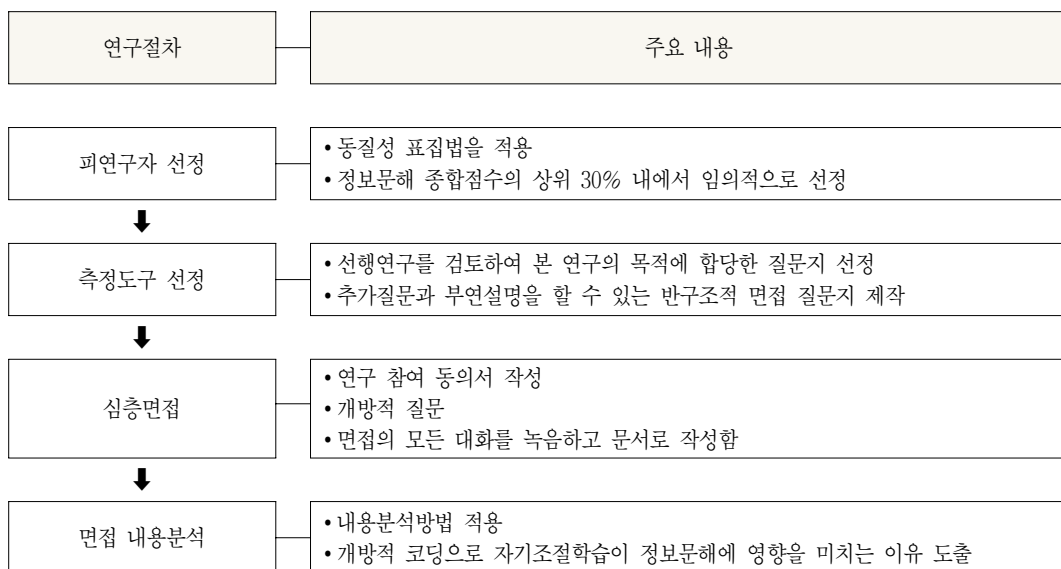 연구절차
주요 내용
피연구자 선정
• 동질성 표집법을 적용
• 정보문해 종합점수의 상위 30% 내에서 임의적으로 선정
측정도구 선정
• 선행연구를 검토하여 본 연구의 목적에 합당한 질문지 선정
• 추가질문과 부연설명을 할 수 있는 반구조적 면접 질문지 제작
심층면접
• 연구 참여 동의서 작성
• 개방적 질문
• 면접의 모든 대화를 녹음하고 문서로 작성함
면접 내용분석
• 내용분석방법 적용
• 개방적 코딩으로 자기조절학습이 정보문해에 영향을 미치는 이유 도출